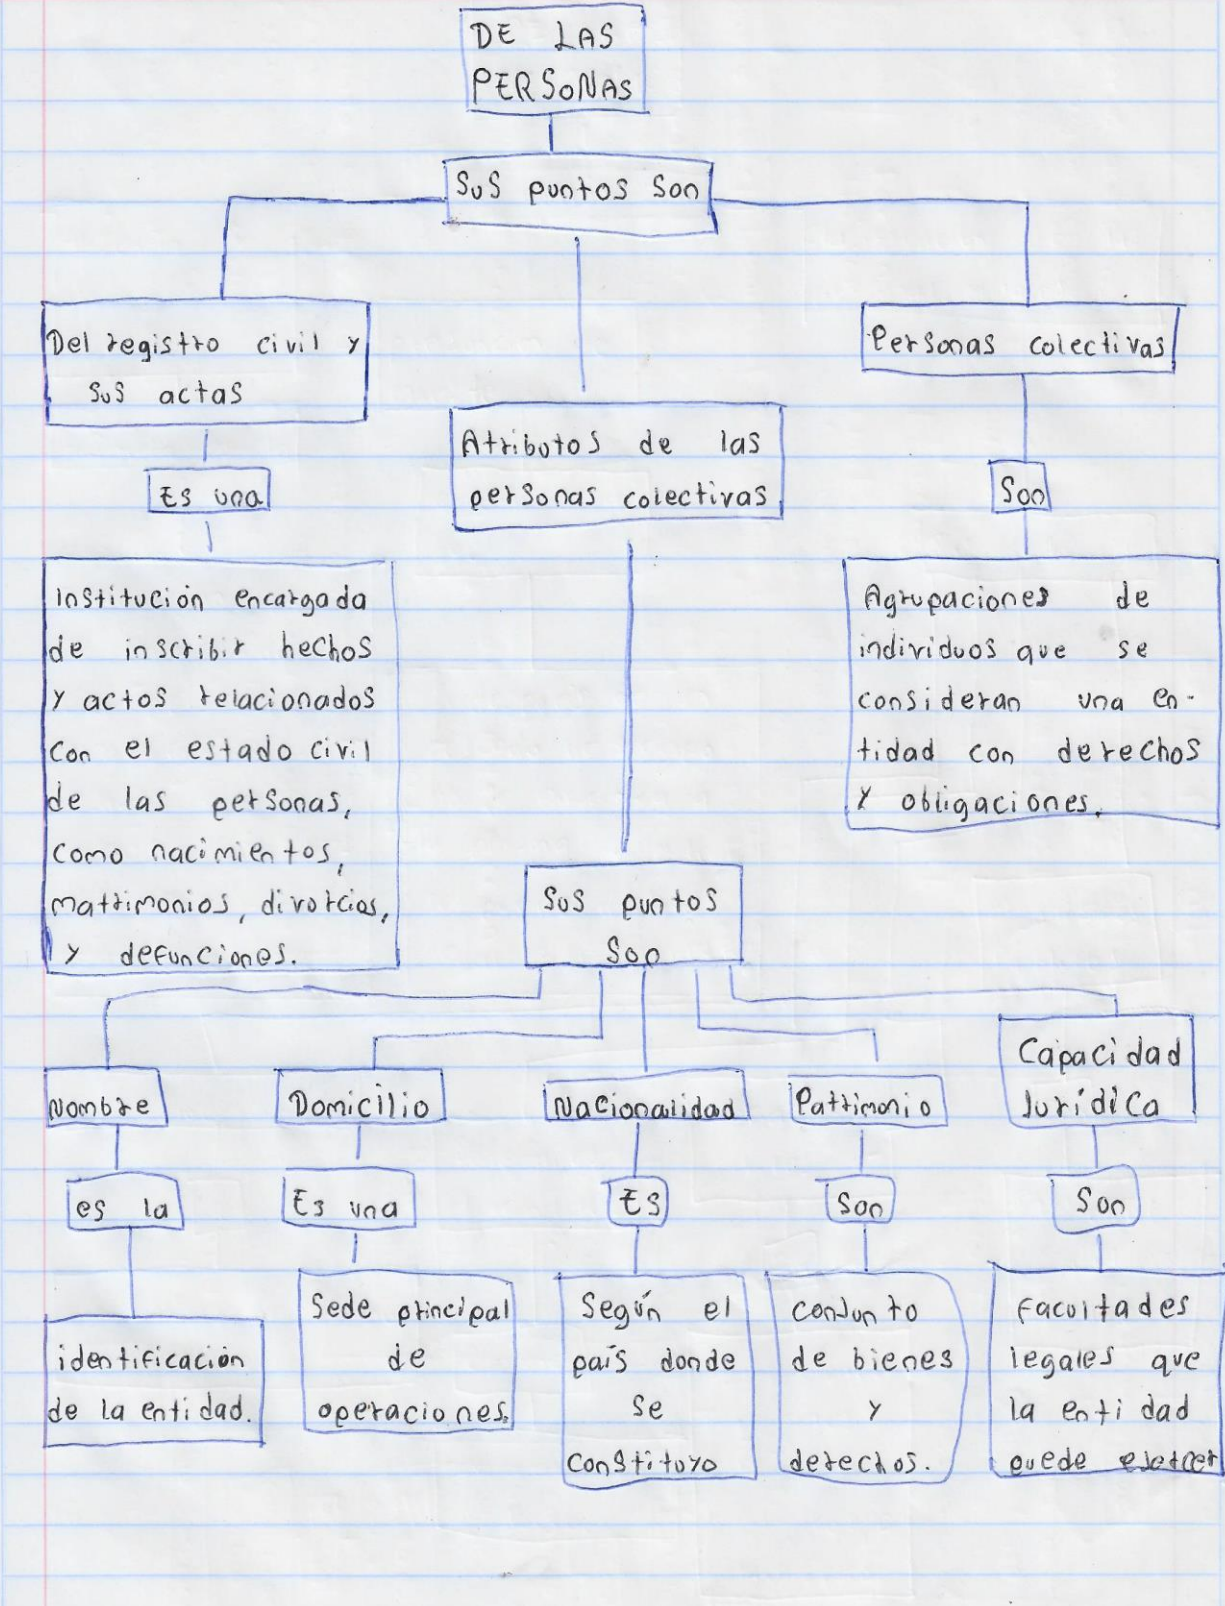 DE LAS
PERSONAS
Sus puntos son
Del registro civil y
sus actas
Es una
Institución encargada
de inscribir hechos
y actos relacionados
con el estado civil
de las personas,
como nacimientos,
matrimonios, divorcios,
y defunciones.
Atributos de las
personas colectivas
Personas colectivas
Son
Agrupaciones de
individuos que se
consideran una en-
tidad con derechos
y obligaciones.
Sus puntos
Son
Nombre
es la
identificación
de la entidad.
Domicilio
Es una
Sede principal
de
operaciones.
Nacionalidad
Es
Según el
país donde
se
constituyo
Patrimonio
Son
conjunto
de bienes
y
derechos.
Capacidad
Jurídica
Son
Facultades
legales que
la entidad
puede ejercer